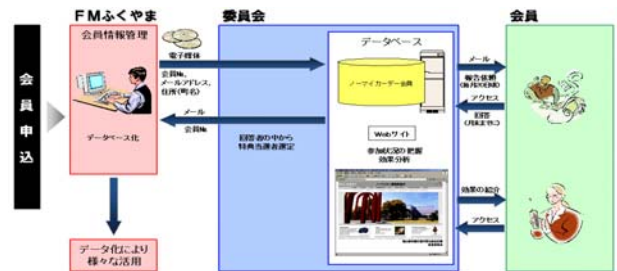 FMふくやま
委員会
会員
会員申込
会員情報管理
データベース化
データ化により
様々な活用
電子媒体
会員№,
メールアドレス,
住所(町名)
メール
会員№
回答者の中から
特典当選者選定
データベース
ノーマイカーデー会員
Webサイト
参加状況の把握
効果分析
メール
報告依頼
アクセス
回答
(月末までに)
効果の紹介
アクセス